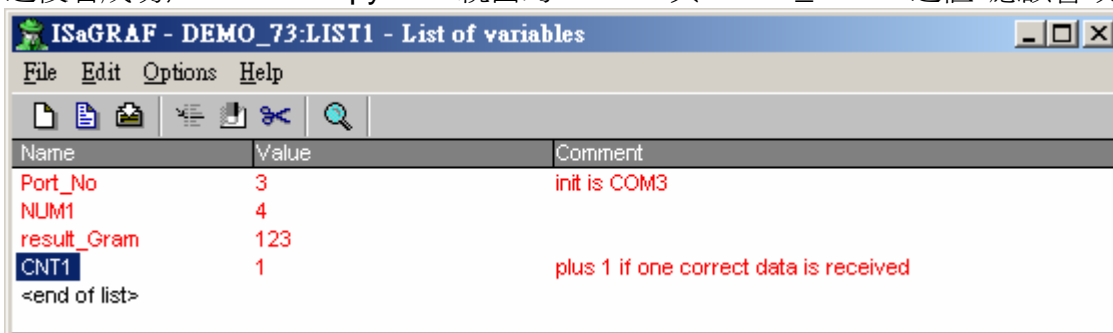 ISaGRAF - DEMO_73:LIST1 - List of variables
File Edit Options Help
Name Value Comment
Port_No 3 init is COM3
NUM1 4
result_Gram 123
CNT1 1 plus 1 if one correct data is received
<end of list>